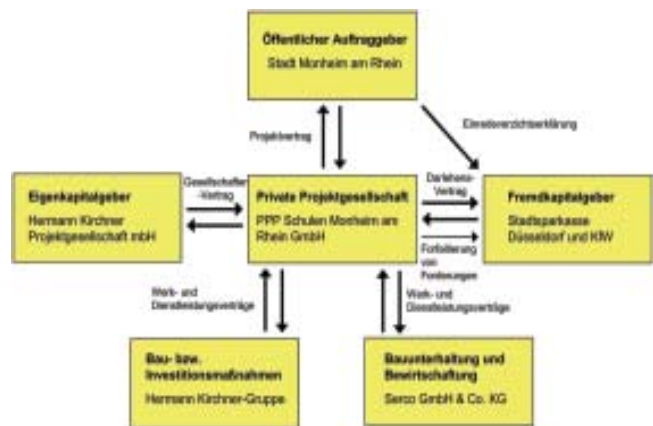 Öffentlicher Auftraggeber
Stadt Monheim am Rhein
Projektvertrag
Einredeverzichtserklärung
Eigenkapitalgeber
Hermann Kirchner
Projektgesellschaft mbH
Gesellschafter
-Vertrag
Private Projektgesellschaft
PPP Schulen Monheim am
Rhein GmbH
Darlehens-
Vertrag
Fremdkapitalgeber
Stadtsparkasse
Düsseldorf und KfW
Forfaitierung
von
Forderungen
Werk- und
Dienstleistungsverträge
Werk- und
Dienstleistungsverträge
Bau- bzw.
Investitionsmaßnahmen
Hermann Kirchner-Gruppe
Bauunterhaltung und
Bewirtschaftung
Serco GmbH & Co. KG